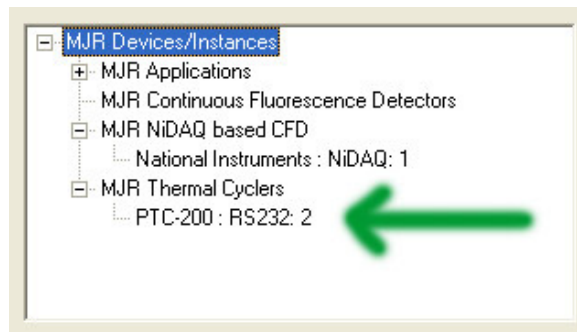 MJR Devices/Instances
MJR Applications
MJR Continuous Fluorescence Detectors
MJR NiDAQ based CFD
National Instruments : NiDAQ: 1
MJR Thermal Cyclers
PTC-200 : RS232: 2